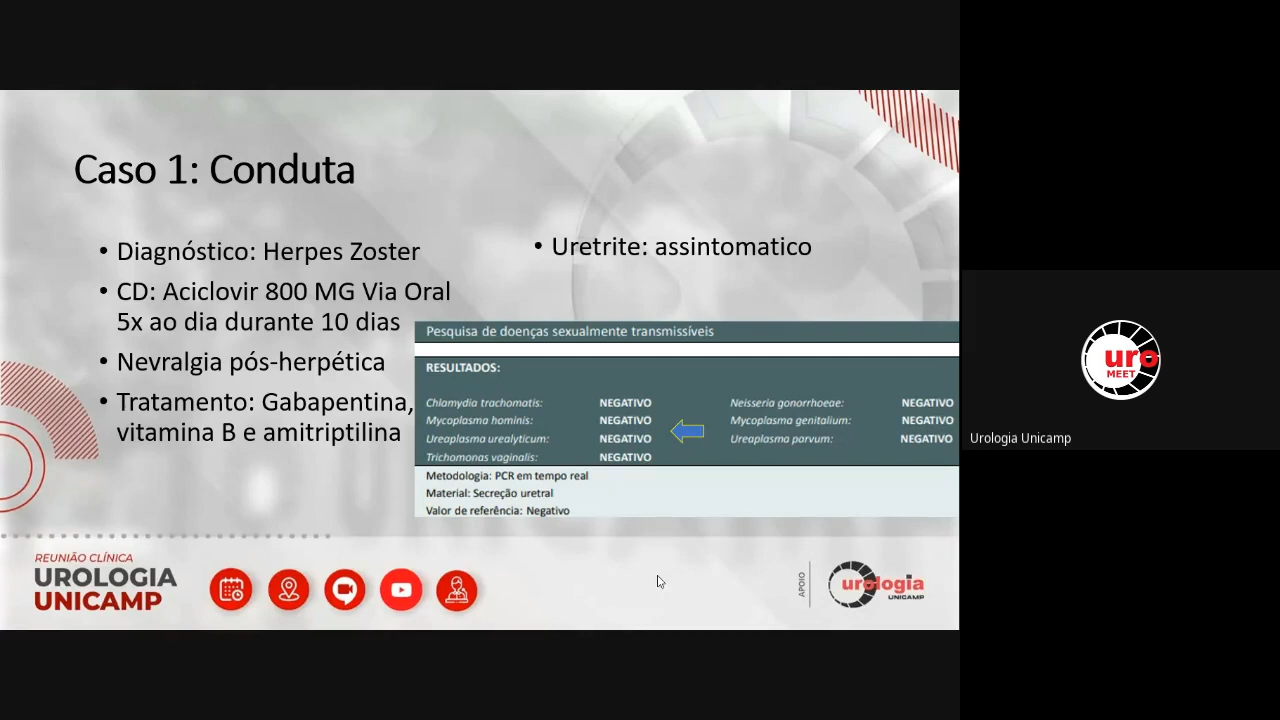 Caso 1: Conduta
• Diagnóstico: Herpes Zoster
• CD: Aciclovir 800 MG Via Oral
5x ao dia durante 10 dias
• Nevralgia pós-herpética
• Tratamento: Gabapentina,
vitamina B e amitriptilina
• Uretrite: assintomatico
Pesquisa de doenças sexualmente transmissíveis
RESULTADOS:
Chlamydia trachomatis: NEGATIVO Neisseria gonorrhoeae: NEGATIVO
Mycoplasma hominis: NEGATIVO Mycoplasma genitalium: NEGATIVO
Ureaplasma urealyticum: NEGATIVO Ureaplasma parvum: NEGATIVO
Trichomonas vaginalis: NEGATIVO
Metodologia: PCR em tempo real
Material: Secreção uretral
Valor de referência: Negativo
REUNIÃO CLÍNICA
UROLOGIA
UNICAMP
APOIO
urologia
UNICAMP
uro
MEET
Urologia Unicamp